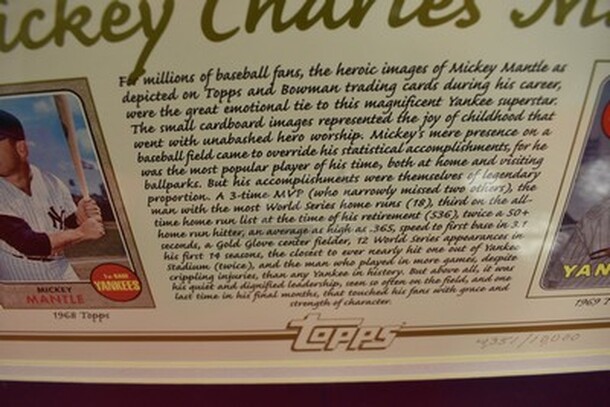 ickey Charles M
For millions of baseball fans, the heroic images of Mickey Mantle as
depicted on Topps and Bowman trading cards during his career,
were the great emotional tie to this magnificent Yankee superstar.
The small cardboard images represented the joy of childhood that
went with unabashed hero worship. Mickey's mere presence on a
baseball field came to override his statistical accomplishments, for he
was the most popular player of his time, both at home and visiting
ballparks. But his accomplishments were themselves of legendary
proportion. A 3-time MVP (who narrowly missed two others), the
man with the most World Series home runs (18), third on the all-
time home run list at the time of his retirement (536), twice a 50+
home run hitter, an average as high as .365, speed to first base in 3.1
seconds, a Gold Glove center fielder, 12 World Series appearances in
his first 14 seasons, the closest to ever nearly hit one out of Yankee
Stadium (twice), and the man who played in more games, despite
crippling injuries, than any Yankee in history. But above all, it was
his quiet and dignified leadership, seen so often on the field, and one
last time in his final months, that touched his fans with grace and
strength of character.
MICKEY
MANTLE
1st BASE
YANKEES
1968 Topps
YAN
1969 T
Topps
4351/19000